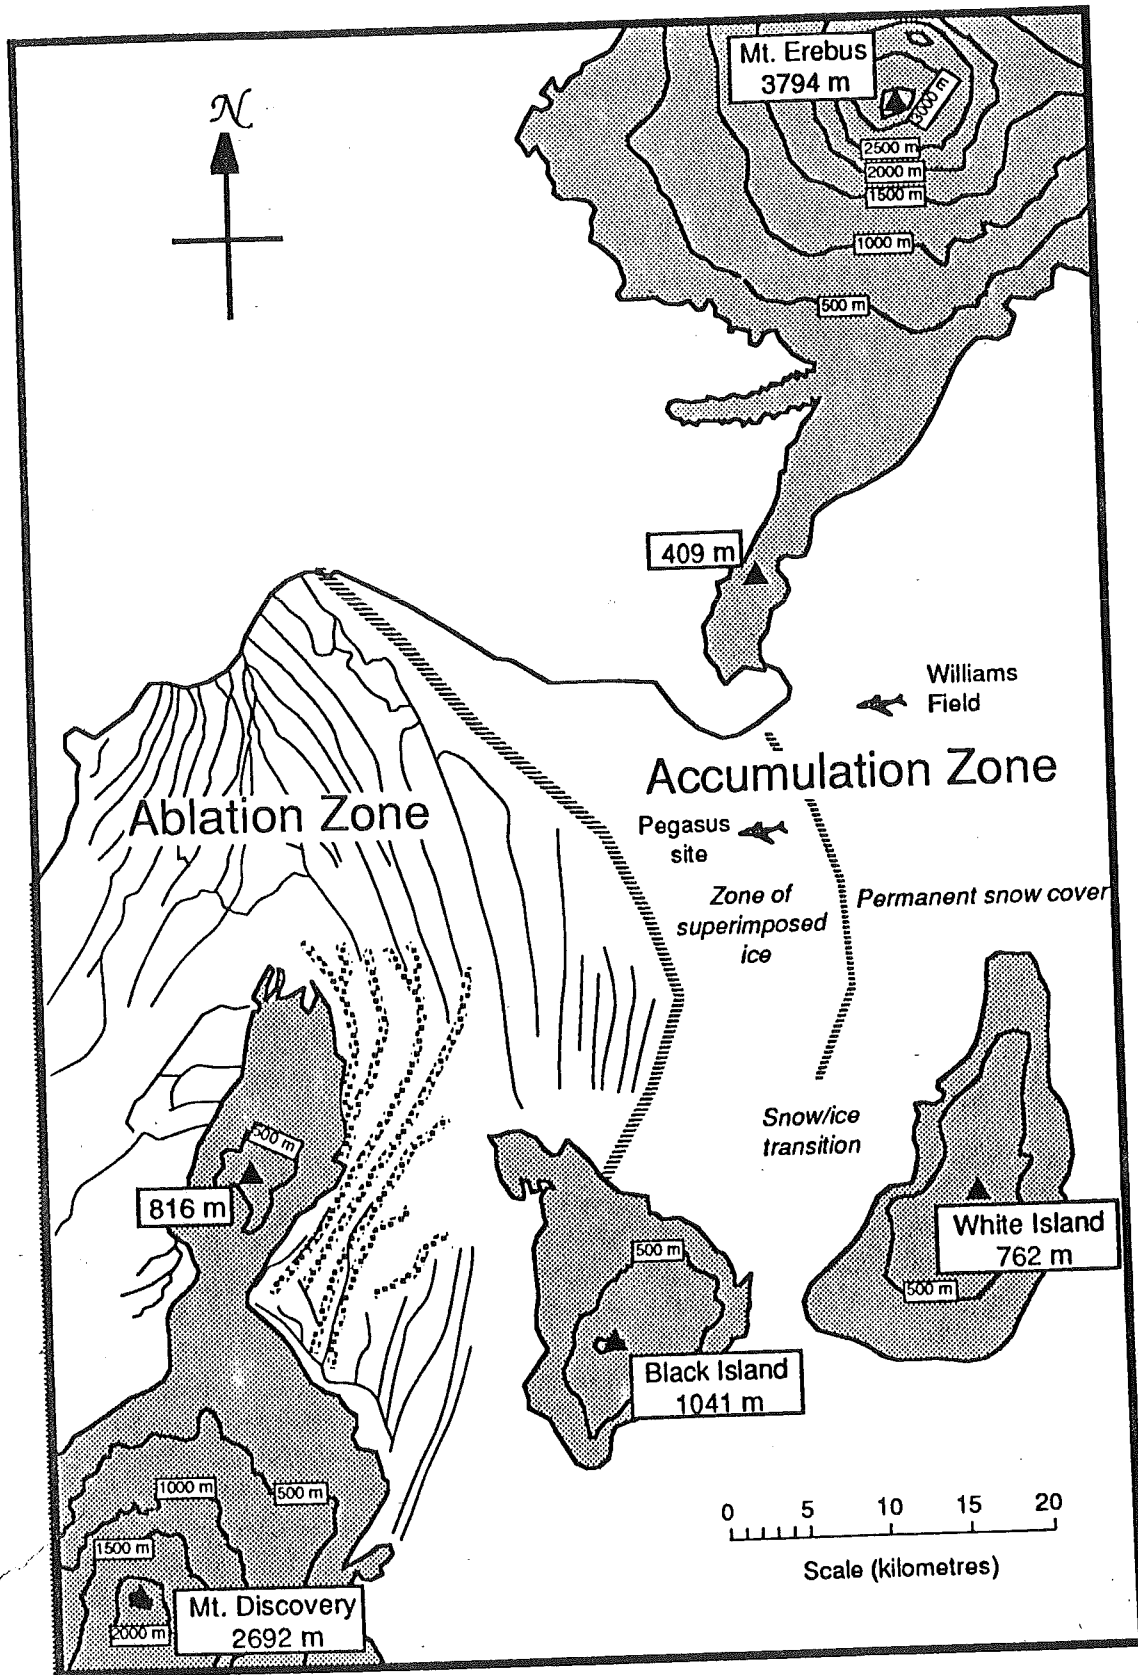 Mt. Erebus
3794 m
N
3000 m
2500 m
2000 m
1500 m
1000 m
500 m
409 m
Williams
Field
Accumulation Zone
Ablation Zone
Pegasus
site
Zone of
superimposed
ice
Permanent snow cover
Snow/ice
transition
500 m
816 m
White Island
762 m
500 m
500 m
Black Island
1041 m
1000 m
500 m
1500 m
2000 m
Mt. Discovery
2692 m
0 5 10 15 20
Scale (kilometres)